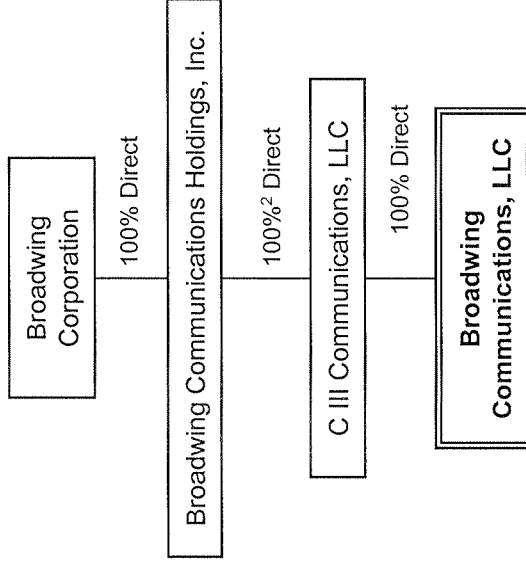 Broadwing
Corporation
100% Direct
Broadwing Communications Holdings, Inc.
100%² Direct
C III Communications, LLC
100% Direct
Broadwing
Communications, LLC